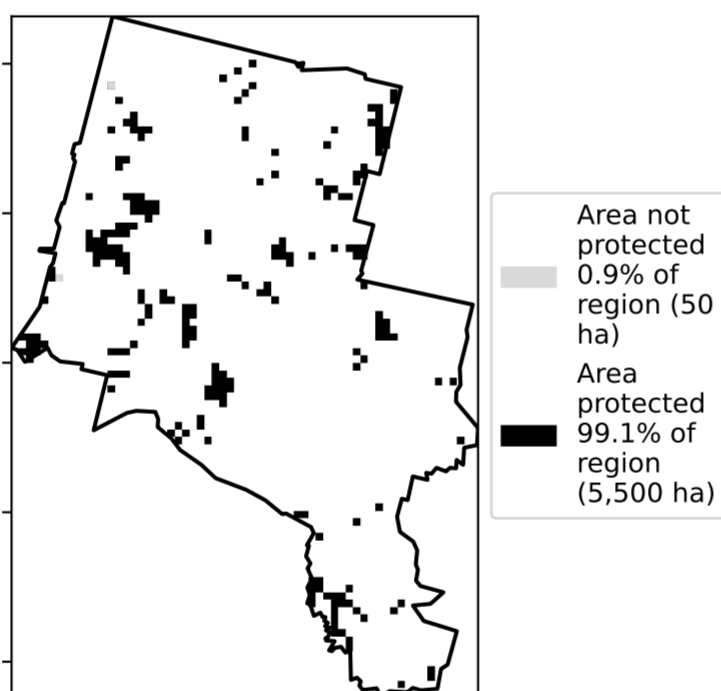 Area not
protected
0.9% of
region (50
ha)
Area
protected
99.1% of
region
(5,500 ha)